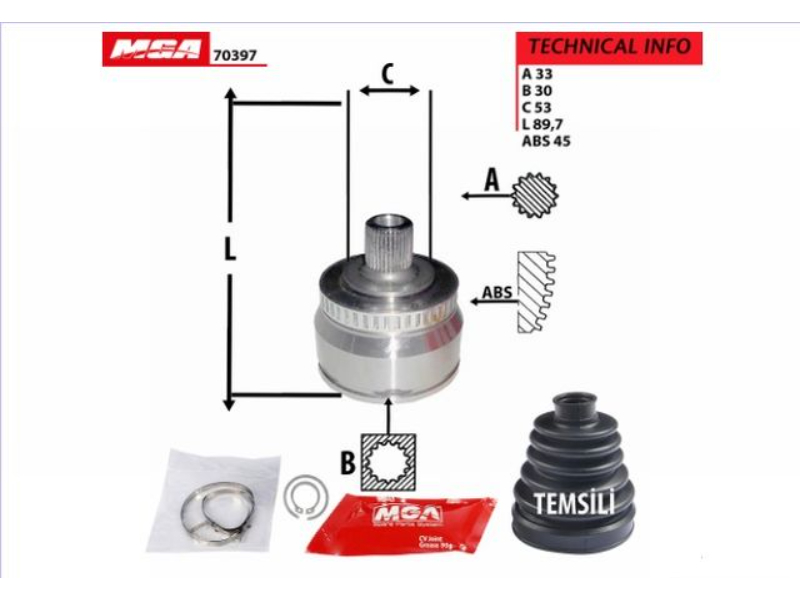 MGA 70397
TECHNICAL INFO
A 33
B 30
C 53
L 89,7
ABS 45
C
A
L
ABS
B
TEMSİLİ
MGA
Spare Parts System
CV Joint
Grease 90g